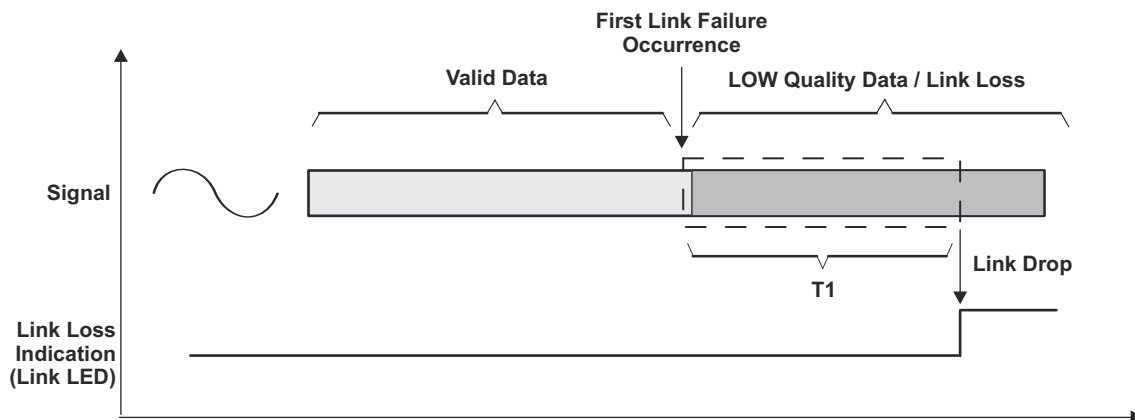 First Link Failure
Occurrence
Valid Data
LOW Quality Data / Link Loss
Signal
T1
Link Drop
Link Loss
Indication
(Link LED)